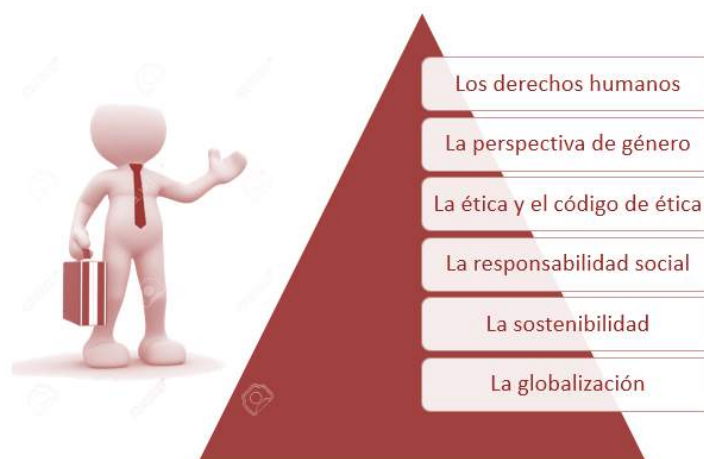 Los derechos humanos
La perspectiva de género
La ética y el código de ética
La responsabilidad social
La sostenibilidad
La globalización